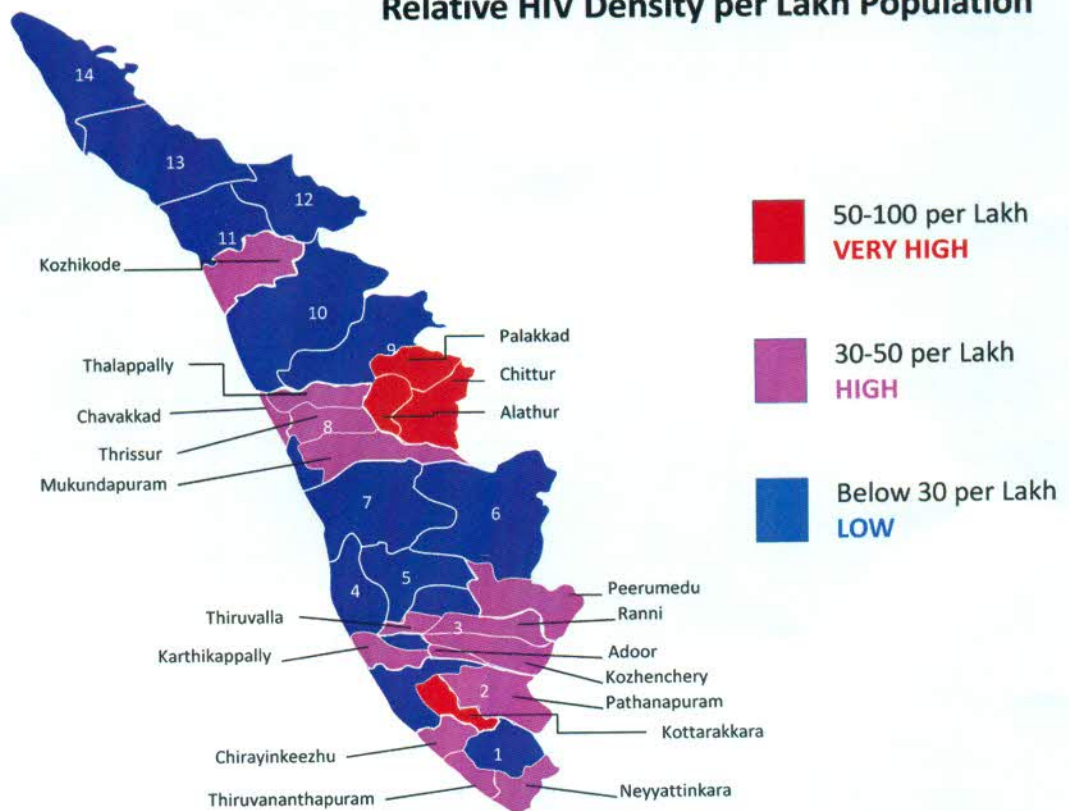 Relative HIV Density per Lakh Population
14
13
12
11
Kozhikode
10
50-100 per Lakh
VERY HIGH
9
Palakkad
Thalappally
Chittur
30-50 per Lakh
HIGH
Chavakkad
Alathur
8
Thrissur
Mukundapuram
7
6
Below 30 per Lakh
LOW
5
4
Peerumedu
Thiruvalla
Ranni
3
Karthikappally
Adoor
Kozhenchery
2
Pathanapuram
Kottarakkara
Chirayinkeezhu
1
Thiruvananthapuram
Neyyattinkara